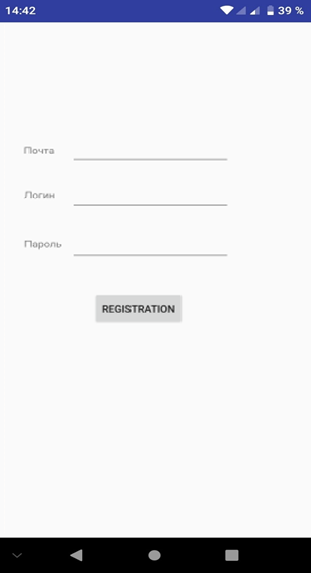 14:42 39 %
Почта
Логин
Пароль
REGISTRATION